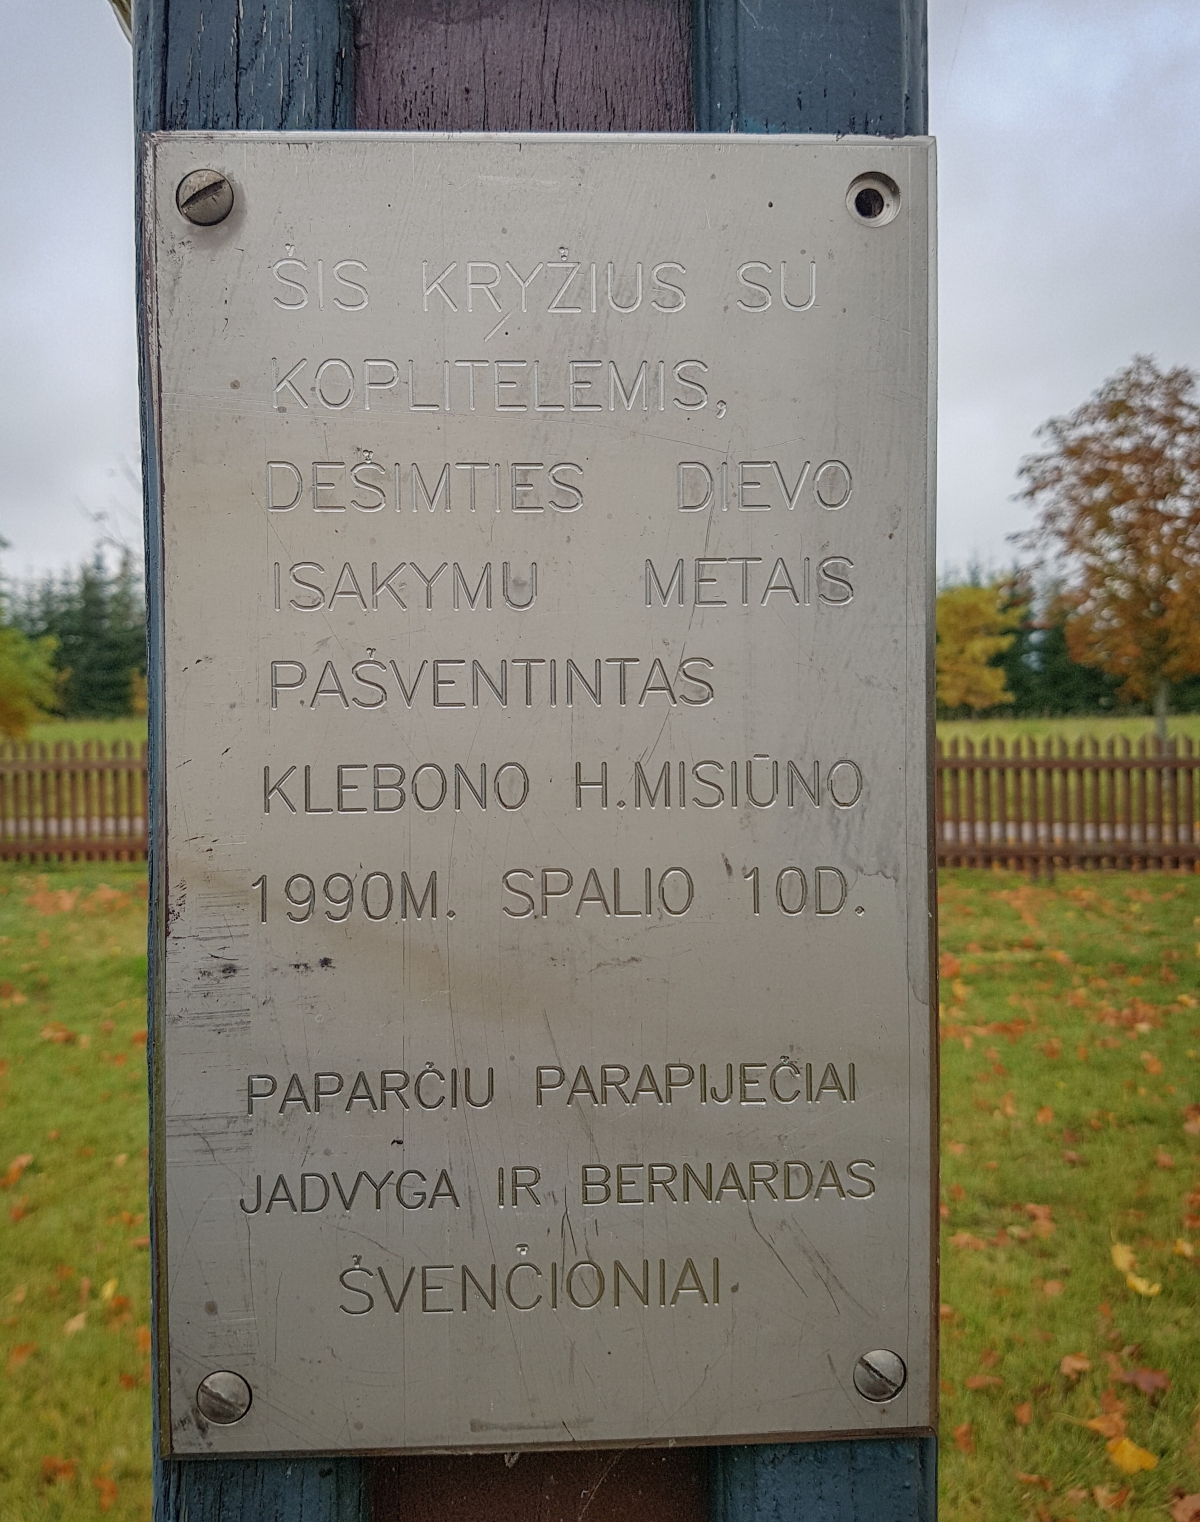 ŠIS KRYŽIUS SU
KOPLITELEMIS,
DEŠIMTIES DIEVO
ISAKYMU METAIS
PAŠVENTINTAS
KLEBONO H.MISIŪNO
1990M. SPALIO 10D.
PAPARČIU PARAPIJEČIAI
JADVYGA IR BERNARDAS
ŠVENČIONIAI.